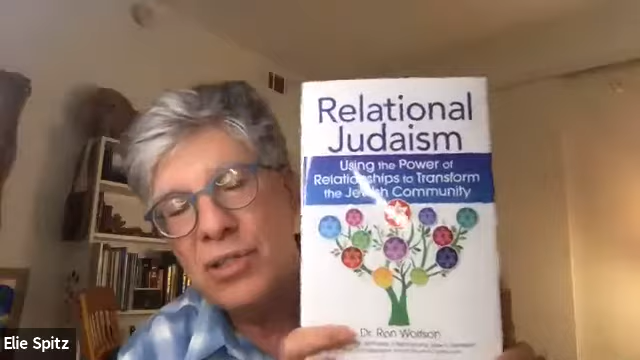 Relational
Judaism
Using the Power of
Relationships to Transform
the Jewish Community
Dr. Ron Wolfson
Elie Spitz